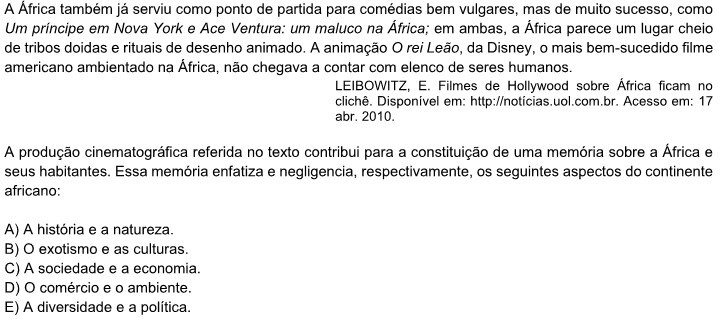 A África também já serviu como ponto de partida para comédias bem vulgares, mas de muito sucesso, como
Um príncipe em Nova York e Ace Ventura: um maluco na África; em ambas, a África parece um lugar cheio
de tribos doidas e rituais de desenho animado. A animação O rei Leão, da Disney, o mais bem-sucedido filme
americano ambientado na África, não chegava a contar com elenco de seres humanos.
LEIBOWITZ, E. Filmes de Hollywood sobre África ficam no
clichê. Disponível em: http://notícias.uol.com.br. Acesso em: 17
abr. 2010.
A produção cinematográfica referida no texto contribui para a constituição de uma memória sobre a África e
seus habitantes. Essa memória enfatiza e negligencia, respectivamente, os seguintes aspectos do continente
africano:
A) A história e a natureza.
B) O exotismo e as culturas.
C) A sociedade e a economia.
D) O comércio e o ambiente.
E) A diversidade e a política.